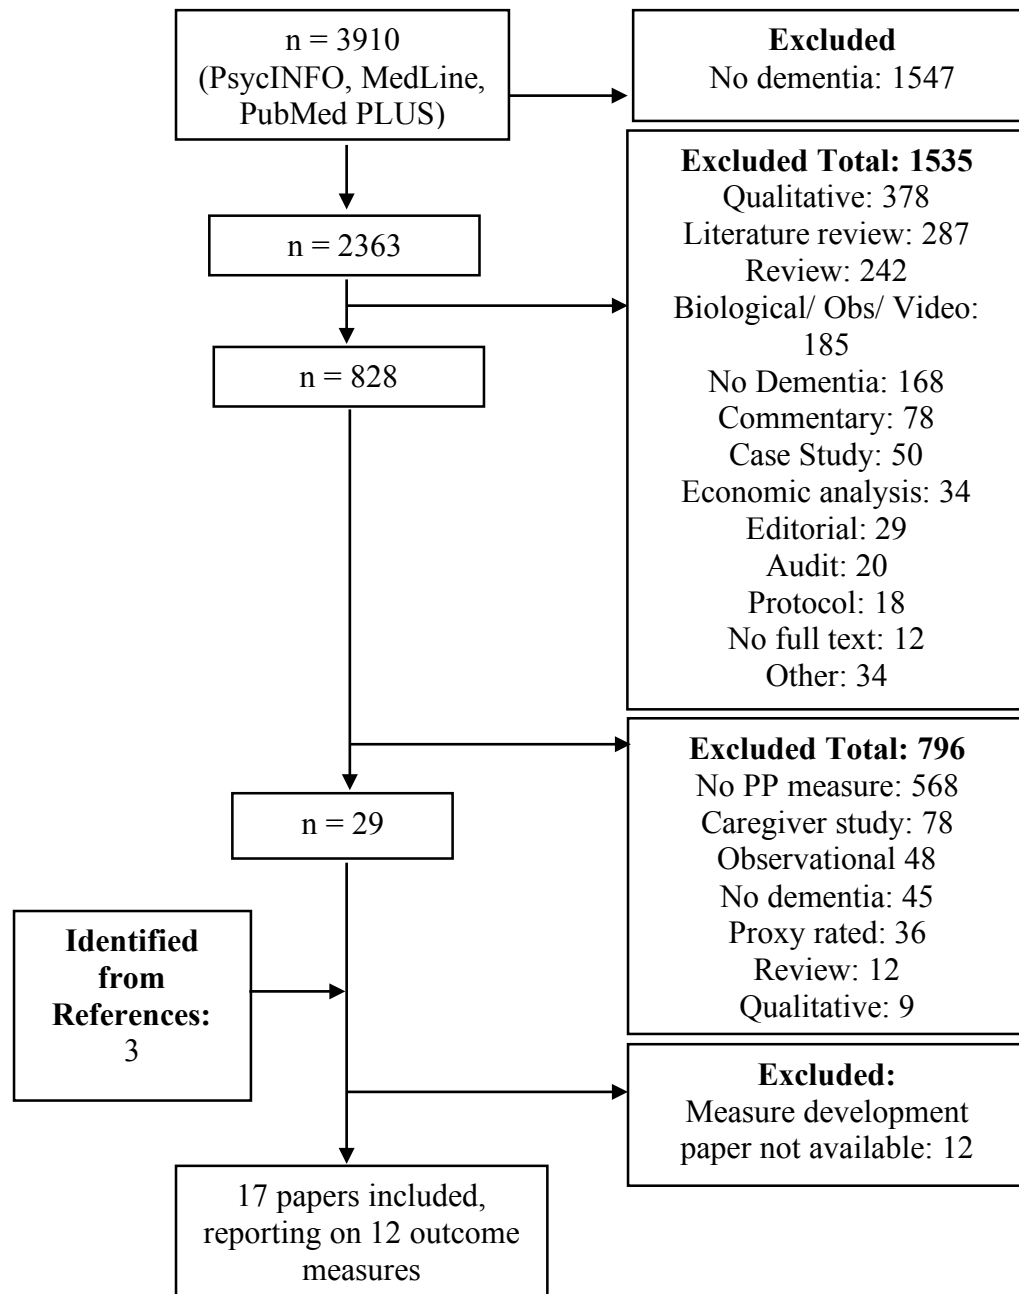 n = 3910
(PsycINFO, MedLine,
PubMed PLUS)
Excluded
No dementia: 1547
n = 2363
Excluded Total: 1535
Qualitative: 378
Literature review: 287
Review: 242
Biological/ Obs/ Video:
185
No Dementia: 168
Commentary: 78
Case Study: 50
Economic analysis: 34
Editorial: 29
Audit: 20
Protocol: 18
No full text: 12
Other: 34
n = 828
Excluded Total: 796
No PP measure: 568
Caregiver study: 78
Observational 48
No dementia: 45
Proxy rated: 36
Review: 12
Qualitative: 9
n = 29
Identified
from
References:
3
Excluded:
Measure development
paper not available: 12
17 papers included,
reporting on 12 outcome
measures